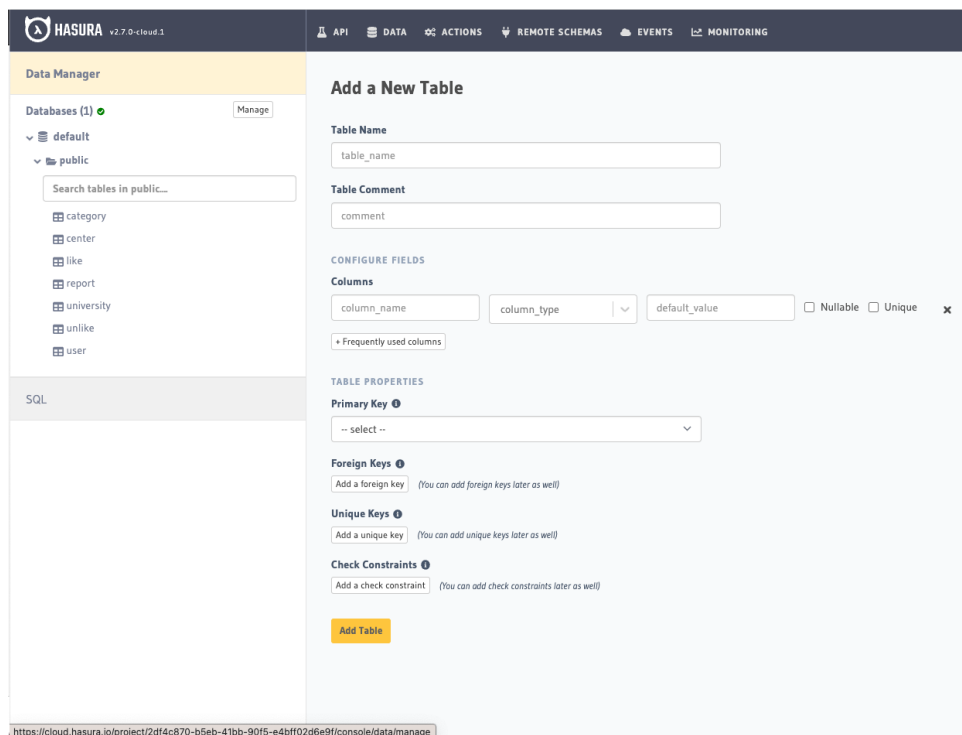 HASURA v2.7.0-cloud.1
API DATA ACTIONS REMOTE SCHEMAS EVENTS MONITORING
Data Manager
Databases (1) Manage
default
public
Search tables in public....
category
center
like
report
university
unlike
user
SQL
Add a New Table
Table Name
table_name
Table Comment
comment
CONFIGURE FIELDS
Columns
column_name column_type default_value Nullable Unique
+ Frequently used columns
TABLE PROPERTIES
Primary Key
-- select --
Foreign Keys
Add a foreign key (You can add foreign keys later as well)
Unique Keys
Add a unique key (You can add unique keys later as well)
Check Constraints
Add a check constraint (You can add check constraints later as well)
Add Table
https://cloud.hasura.io/project/2df4c870-b5eb-41bb-90f5-e4bff02d6e9f/console/data/manage